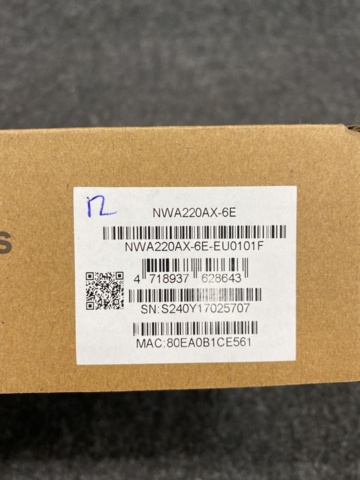 12
NWA220AX-6E
NWA220AX-6E-EU0101F
4 718937 628643
SN:S240Y17025707
MAC:80EA0B1CE561
s